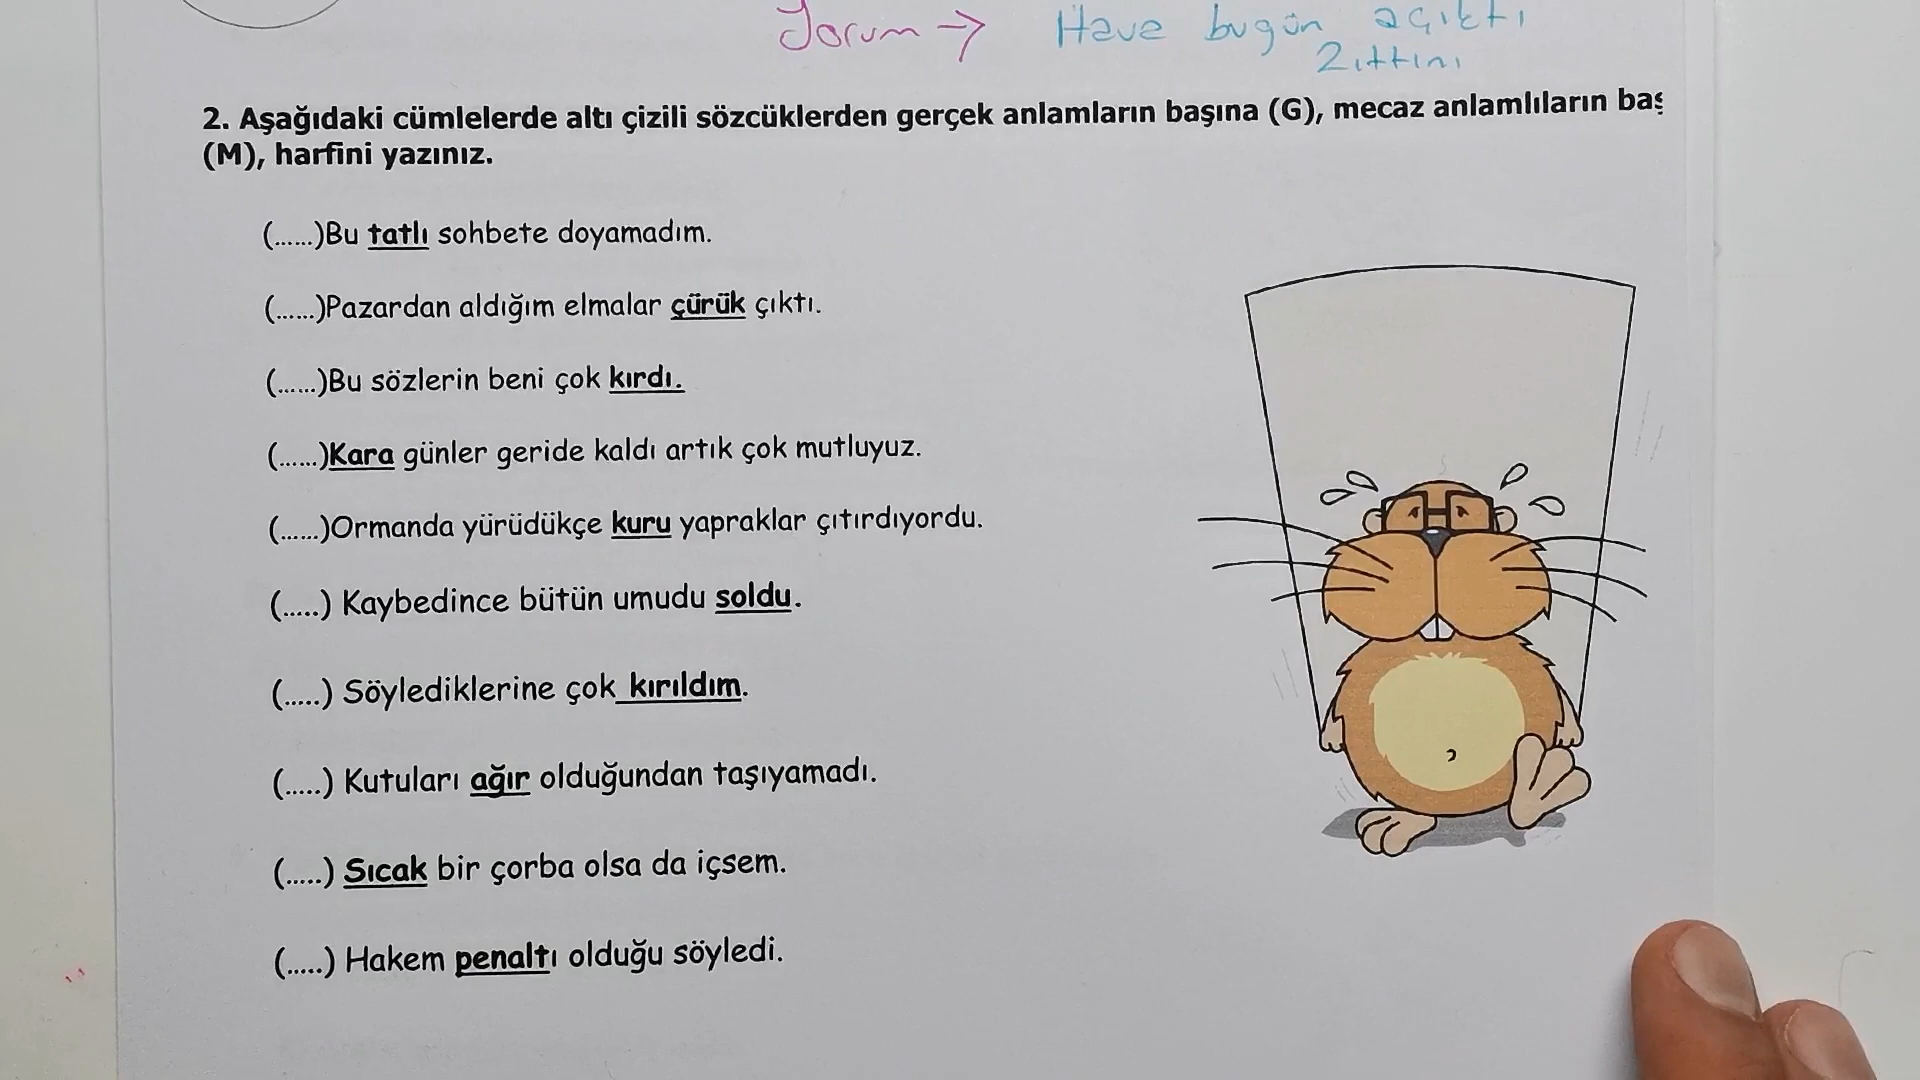 Yorum → Hava bugün açıktı
Zıttını
2. Aşağıdaki cümlelerde altı çizili sözcüklerden gerçek anlamların başına (G), mecaz anlamlıların baş
(M), harfini yazınız.
(......)Bu tatlı sohbete doyamadım.
(......)Pazardan aldığım elmalar çürük çıktı.
(......)Bu sözlerin beni çok kırdı.
(......)Kara günler geride kaldı artık çok mutluyuz.
(......)Ormanda yürüdükçe kuru yapraklar çıtırdıyordu.
(.....) Kaybedince bütün umudu soldu.
(.....) Söylediklerine çok kırıldım.
(.....) Kutuları ağır olduğundan taşıyamadı.
(.....) Sıcak bir çorba olsa da içsem.
(.....) Hakem penaltı olduğu söyledi.